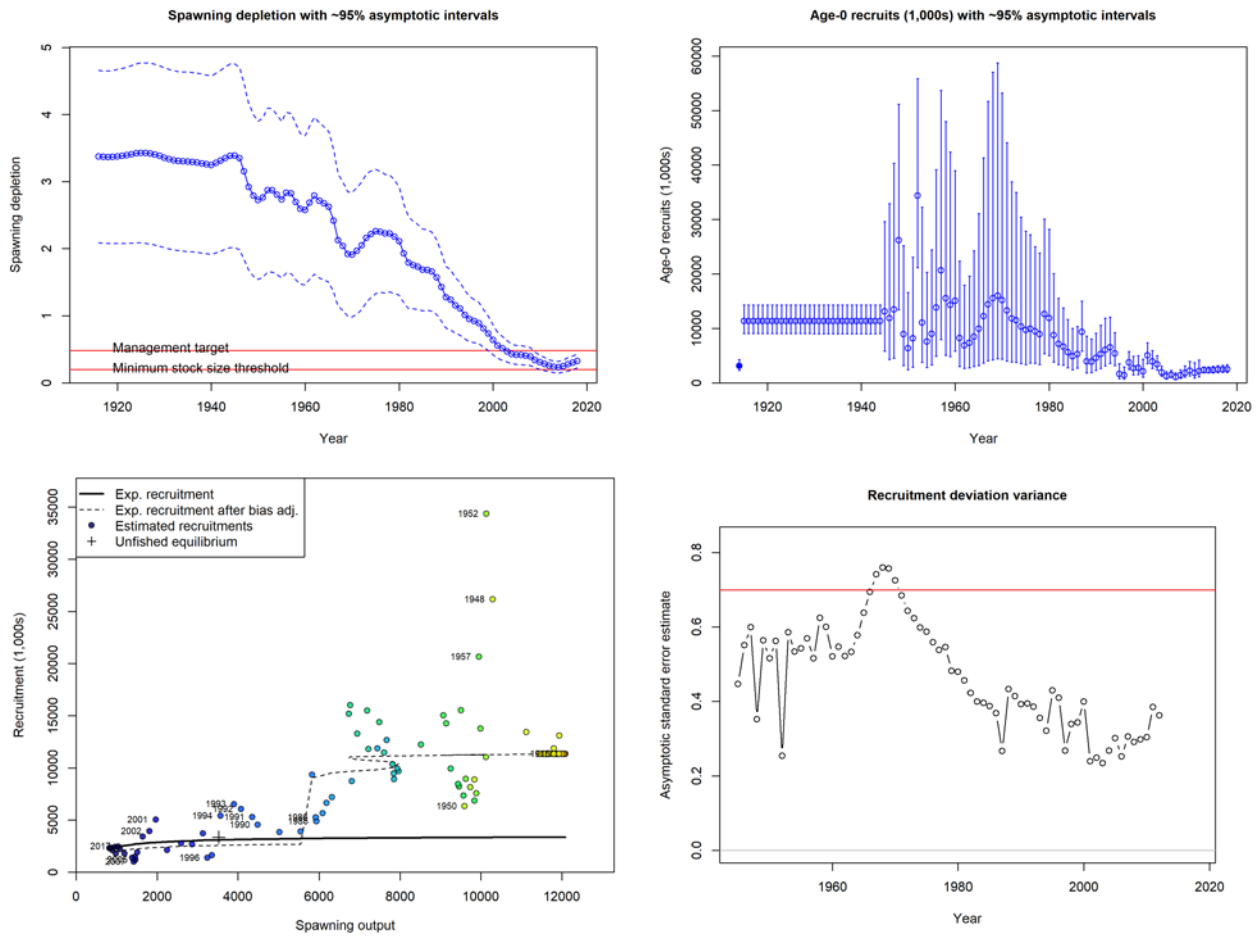 Spawning depletion with ~95% asymptotic intervals
Spawning depletion
5
4
3
2
1
0
Management target
Minimum stock size threshold
1920 1940 1960 1980 2000 2020
Year
Age-0 recruits (1,000s) with ~95% asymptotic intervals
Age-0 recruits (1,000s)
60000
50000
40000
30000
20000
10000
0
1920 1940 1960 1980 2000 2020
Year
Exp. recruitment
Exp. recruitment after bias adj.
Estimated recruitments
Unfished equilibrium
Recruitment (1,000s)
35000
30000
25000
20000
15000
10000
5000
0
1952
1948
1957
1950
1993
1992
1994
1991
1990
2001
2002
1996
0 2000 4000 6000 8000 10000 12000
Spawning output
Recruitment deviation variance
Asymptotic standard error estimate
0.8
0.6
0.4
0.2
0.0
1960 1980 2000 2020
Year